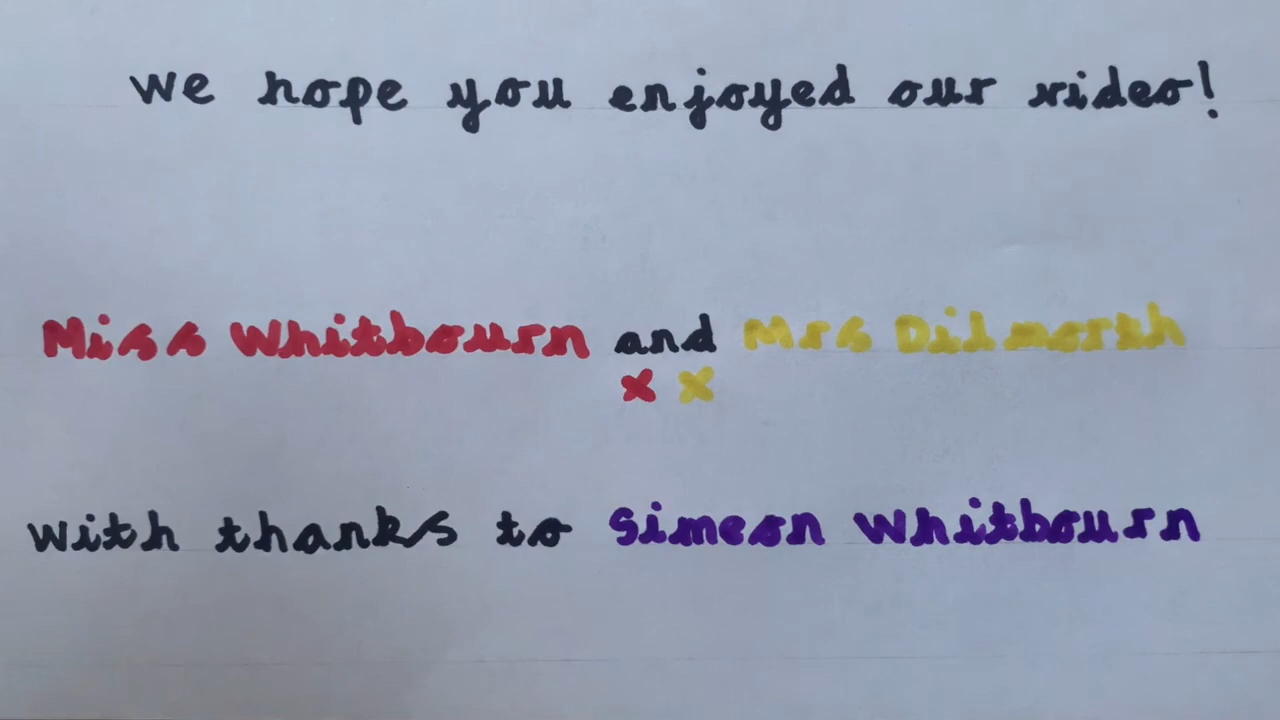 We hope you enjoyed our video!
Miss Whitbourn and Mrs Dilworth
x x
With thanks to Simeon Whitbourn